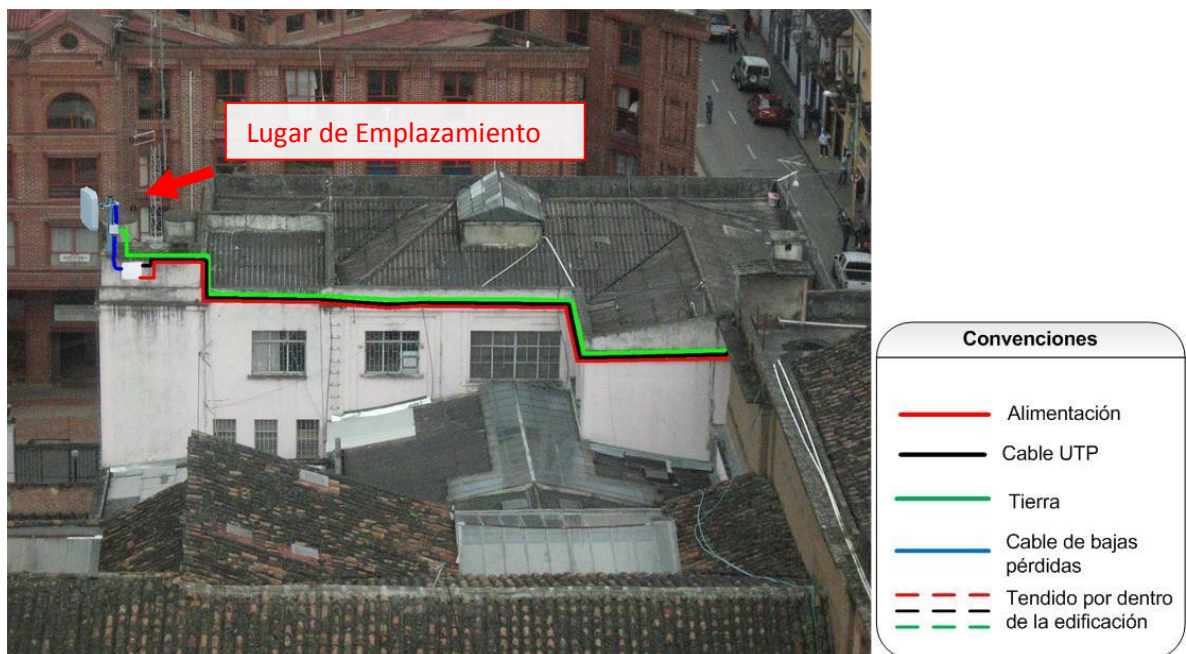 Lugar de Emplazamiento
Convenciones
Alimentación
Cable UTP
Tierra
Cable de bajas
pérdidas
Tendido por dentro
de la edificación